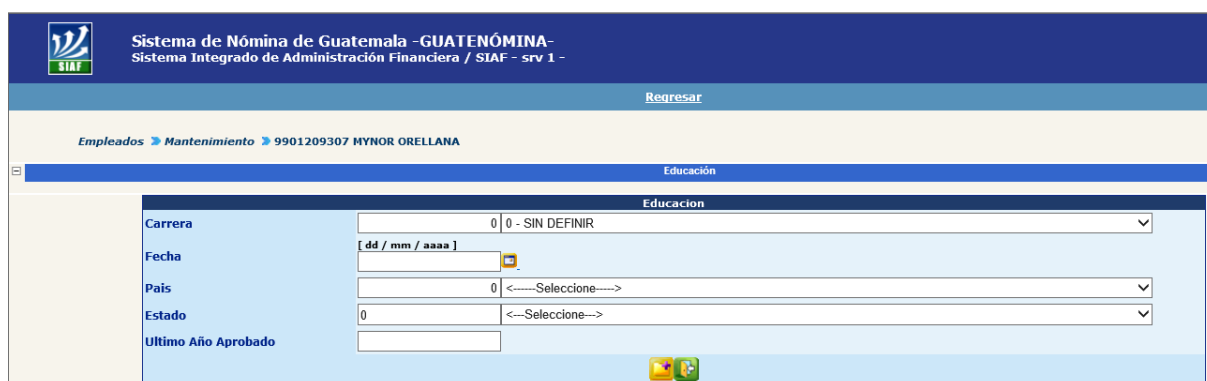 SIAF
Sistema de Nómina de Guatemala -GUATENÓMINA-
Sistema Integrado de Administración Financiera / SIAF - srv 1 -
Regresar
Empleados » Mantenimiento » 9901209307 MYNOR ORELLANA
Educación
Educacion
Carrera 0 0 - SIN DEFINIR
[ dd / mm / aaaa ]
Fecha
Pais 0 <------Seleccione----->
Estado 0 <---Seleccione--->
Ultimo Año Aprobado